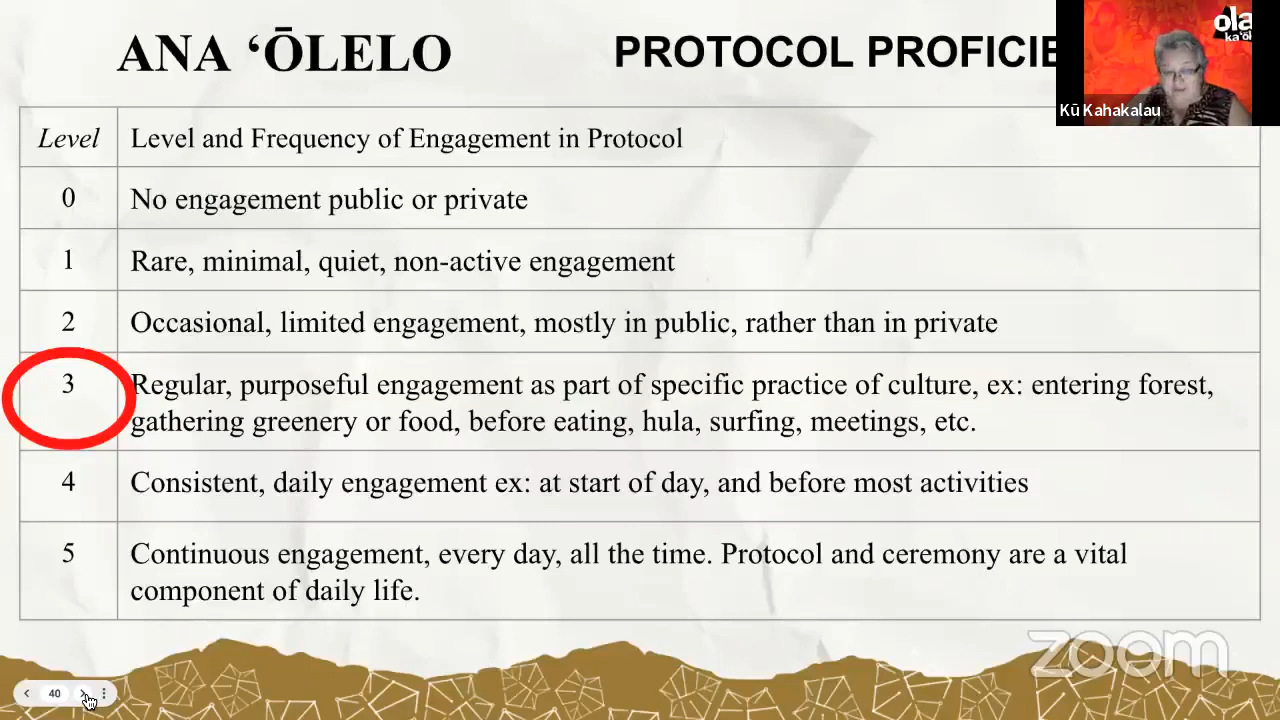 ANA ʻŌLELO
PROTOCOL PROFICIE
ola
ka ʻōl
Kū Kahakalau
Level
Level and Frequency of Engagement in Protocol
0
No engagement public or private
1
Rare, minimal, quiet, non-active engagement
2
Occasional, limited engagement, mostly in public, rather than in private
3
Regular, purposeful engagement as part of specific practice of culture, ex: entering forest,
gathering greenery or food, before eating, hula, surfing, meetings, etc.
4
Consistent, daily engagement ex: at start of day, and before most activities
5
Continuous engagement, every day, all the time. Protocol and ceremony are a vital
component of daily life.
40
zoom